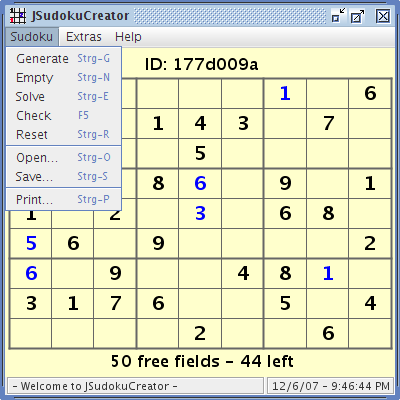 JSudokuCreator
Sudoku Extras Help
Generate Strg-G
Empty Strg-N
Solve Strg-E
Check F5
Reset Strg-R
Open... Strg-O
Save... Strg-S
Print... Strg-P
ID: 177d009a
1 6
1 4 3 7
5
8 6 9 1
1 2 3 6 8
5 6 9 2
6 9 4 8 1
3 1 7 6 5 4
2 6
50 free fields - 44 left
- Welcome to JSudokuCreator -
12/6/07 - 9:46:44 PM